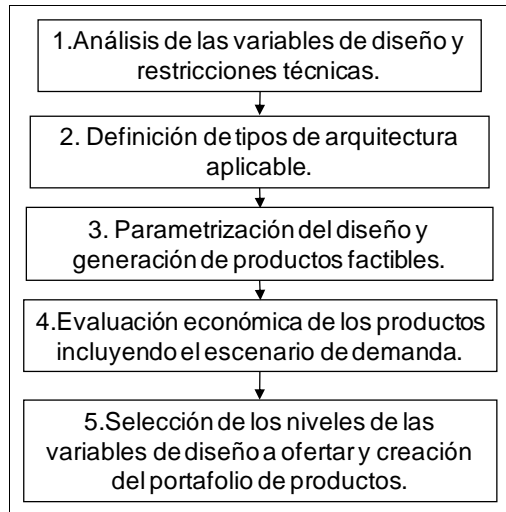 1.Análisis de las variables de diseño y
restricciones técnicas.
2. Definición de tipos de arquitectura
aplicable.
3. Parametrización del diseño y
generación de productos factibles.
4.Evaluación económica de los productos
incluyendo el escenario de demanda.
5.Selección de los niveles de las
variables de diseño a ofertar y creación
del portafolio de productos.